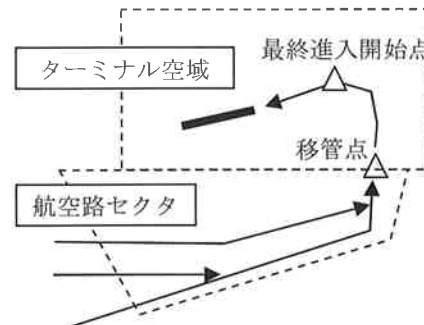 最終進入開始点
ターミナル空域
移管点
航空路セクタ